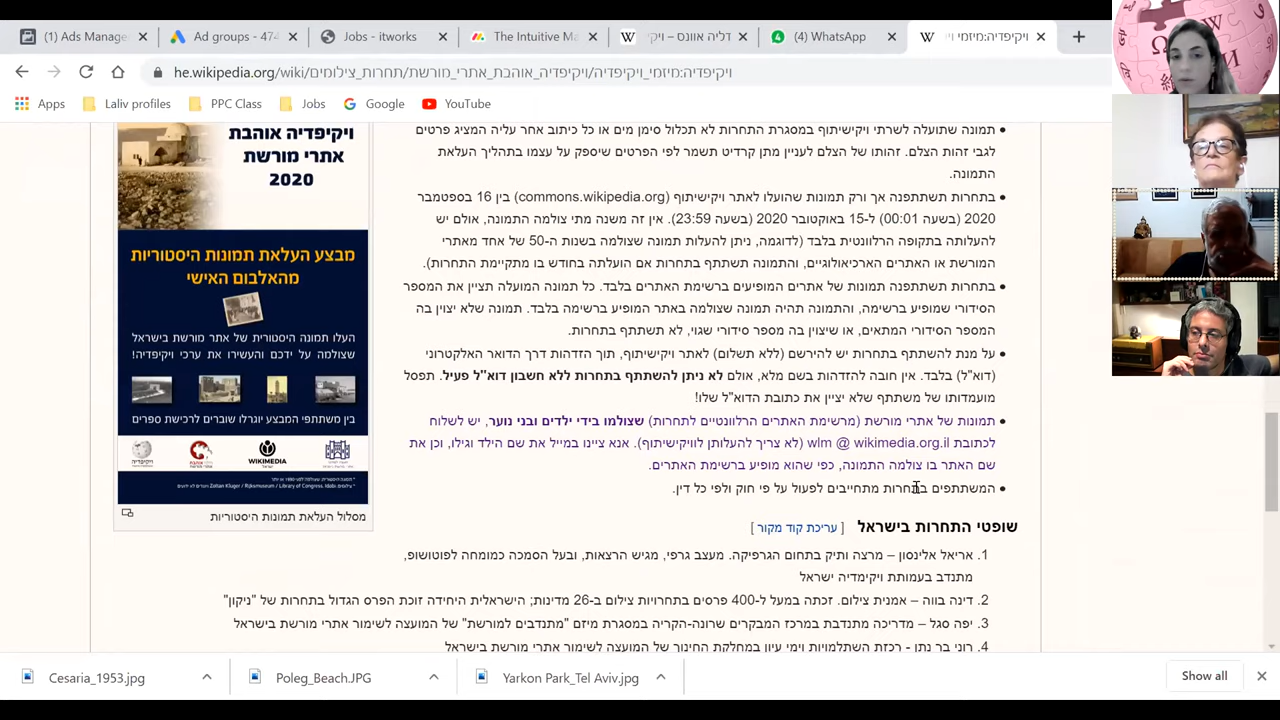 (1) Ads Manage
Ad groups - 474
Jobs - itworks
The Intuitive Ma
דליה אוונס – ויקי
(4) WhatsApp
ויקיפדיה:מיזמי וי
he.wikipedia.org/wiki/ויקיפדיה:מיזמי_ויקיפדיה/ויקיפדיה_אוהבת_אתרי_מורשת/תחרות_צילומים
Apps
Laliv profiles
PPC Class
Jobs
Google
YouTube
תמונה שתועלה לשרתי ויקישיתוף במסגרת התחרות לא תכלול סימן מים או כל כיתוב אחר עליה המציג פרטים
לגבי זהות הצלם. זהותו של הצלם לעניין מתן קרדיט תשמר לפי הפרטים שיספק על עצמו בתהליך העלאת
התמונה.
בתחרות תשתתפנה אך ורק תמונות שהועלו לאתר ויקישיתוף (commons.wikipedia.org) בין 16 בספטמבר
2020 (בשעה 00:01) ל-15 באוקטובר 2020 (בשעה 23:59). אין זה משנה מתי צולמה התמונה, אולם יש
להעלותה בתקופה הרלוונטית בלבד (לדוגמה, ניתן להעלות תמונה שצולמה בשנות ה-50 של אחד מאתרי
המורשת או האתרים הארכיאולוגיים, והתמונה תשתתף בתחרות אם הועלתה בחודש בו מתקיימת התחרות).
בתחרות תשתתפנה תמונות של אתרים המופיעים ברשימת האתרים בלבד. כל תמונה המועלה תציין את המספר
הסידורי שמופיע ברשימה, והתמונה תהיה תמונה שצולמה באתר המופיע ברשימה בלבד. תמונה שלא יצוין בה
המספר הסידורי המתאים, או שיצוין בה מספר סידורי שגוי, לא תשתתף בתחרות.
על מנת להשתתף בתחרות יש להירשם (ללא תשלום) לאתר ויקישיתוף, תוך הזדהות דרך הדואר האלקטרוני
(דוא"ל) בלבד. אין חובה להזדהות בשם מלא, אולם לא ניתן להשתתף בתחרות ללא חשבון דוא"ל פעיל. תפסל
מועמדותו של משתתף שלא יציין את כתובת הדוא"ל שלו!
תמונות של אתרי מורשת (מרשימת האתרים הרלוונטיים לתחרות) שצולמו בידי ילדים ובני נוער, יש לשלוח
לכתובת wlm @ wikimedia.org.il (לא צריך להעלותן לוויקישיתוף). אנא ציינו במייל את שם הילד וגילו, וכן את
שם האתר בו צולמה התמונה, כפי שהוא מופיע ברשימת האתרים.
המשתתפים בתחרות מתחייבים לפעול על פי חוק ולפי כל דין.
שופטי התחרות בישראל [ עריכת קוד מקור ]
1. אריאל אלינסון – מרצה ותיק בתחום הגרפיקה. מעצב גרפי, מגיש הרצאות, ובעל הסמכה כמומחה לפוטושופ,
מתנדב בעמותת ויקימדיה ישראל
2. דינה בווה – אמנית צילום. זכתה במעל ל-400 פרסים בתחרויות צילום ב-26 מדינות; הישראלית היחידה זוכת הפרס הגדול בתחרות של "ניקון"
3. יפה סגל – מדריכה מתנדבת במרכז המבקרים שרונה-הקריה במסגרת מיזם "מתנדבים למורשת" של המועצה לשימור אתרי מורשת בישראל
4. רוני בר נתן - רכזת השתלמויות וימי עיון במחלקת החינוך של המועצה לשימור אתרי מורשת בישראל
ויקיפדיה אוהבת
אתרי מורשת
2020
מבצע העלאת תמונות היסטוריות
מהאלבום האישי
העלו תמונה היסטורית של אתר מורשת בישראל
שצולמה על ידכם והעשירו את ערכי ויקיפדיה!
בין משתתפי המבצע יוגרלו שוברים לרכישת ספרים
WIKIMEDIA
מסלול העלאת תמונות היסטוריות
Cesaria_1953.jpg
Poleg_Beach.JPG
Yarkon Park_Tel Aviv.jpg
Show all